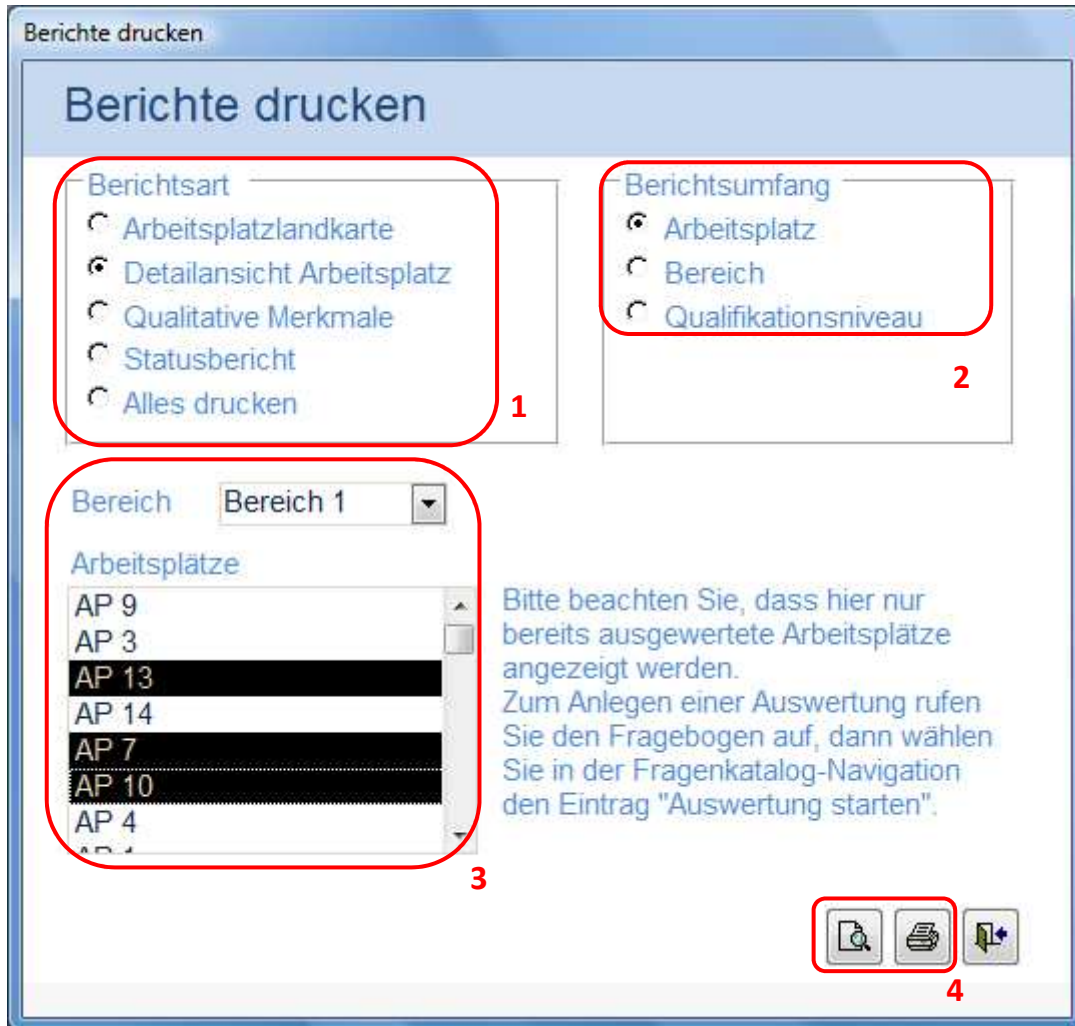 Berichte drucken
Berichte drucken
Berichtsart
Arbeitsplatzlandkarte
Detailansicht Arbeitsplatz
Qualitative Merkmale
Statusbericht
Alles drucken
1
Berichtsumfang
Arbeitsplatz
Bereich
Qualifikationsniveau
2
Bereich Bereich 1
Arbeitsplätze
AP 9
AP 3
AP 13
AP 14
AP 7
AP 10
AP 4
3
Bitte beachten Sie, dass hier nur
bereits ausgewertete Arbeitsplätze
angezeigt werden.
Zum Anlegen einer Auswertung rufen
Sie den Fragebogen auf, dann wählen
Sie in der Fragenkatalog-Navigation
den Eintrag "Auswertung starten".
4